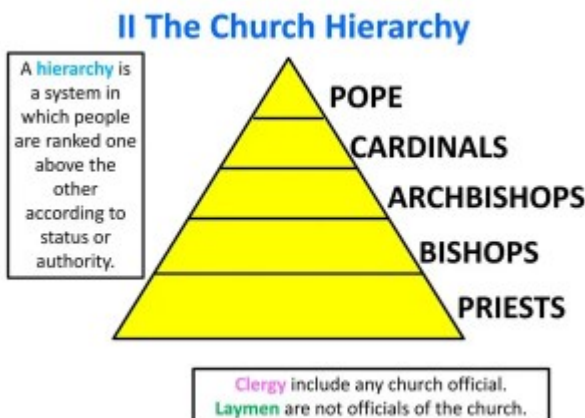 II The Church Hierarchy
A hierarchy is
a system in
which people
are ranked one
above the
other
according to
status or
authority.
POPE
CARDINALS
ARCHBISHOPS
BISHOPS
PRIESTS
Clergy include any church official.
Laymen are not officials of the church.